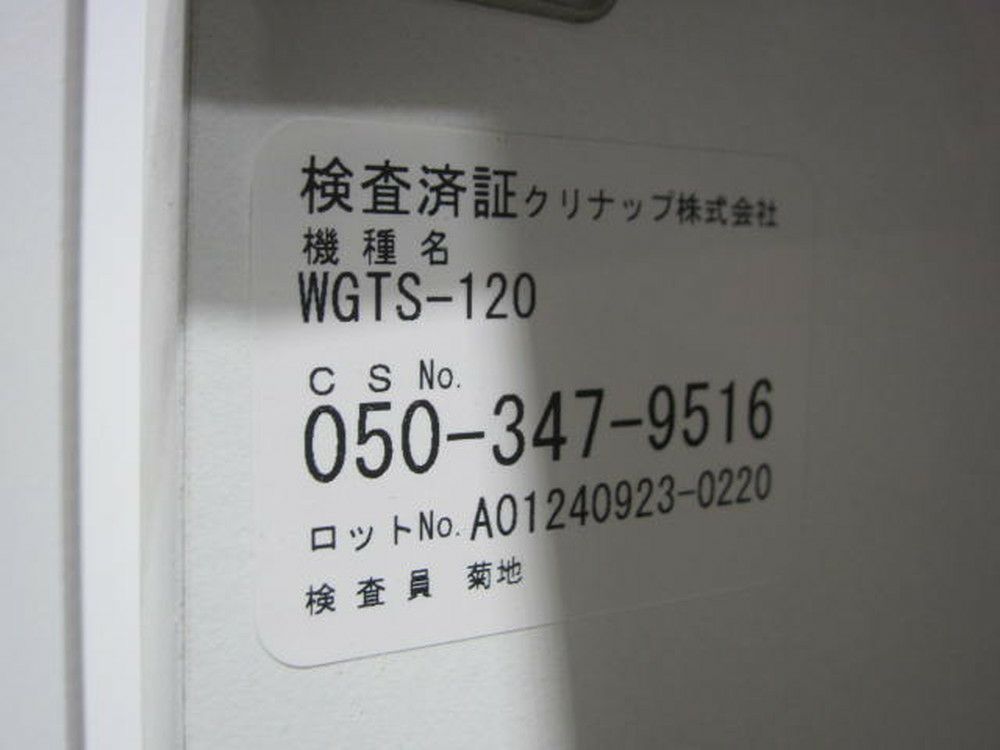 検査済証クリナップ株式会社
機種名
WGTS-120
ＣＳNo.
050-347-9516
ロットNo.A01240923-0220
検査員 菊地